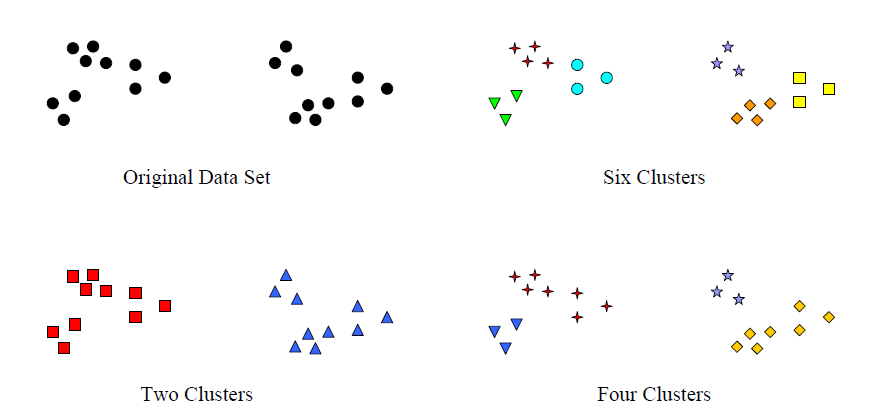 Original Data Set
Six Clusters
Two Clusters
Four Clusters